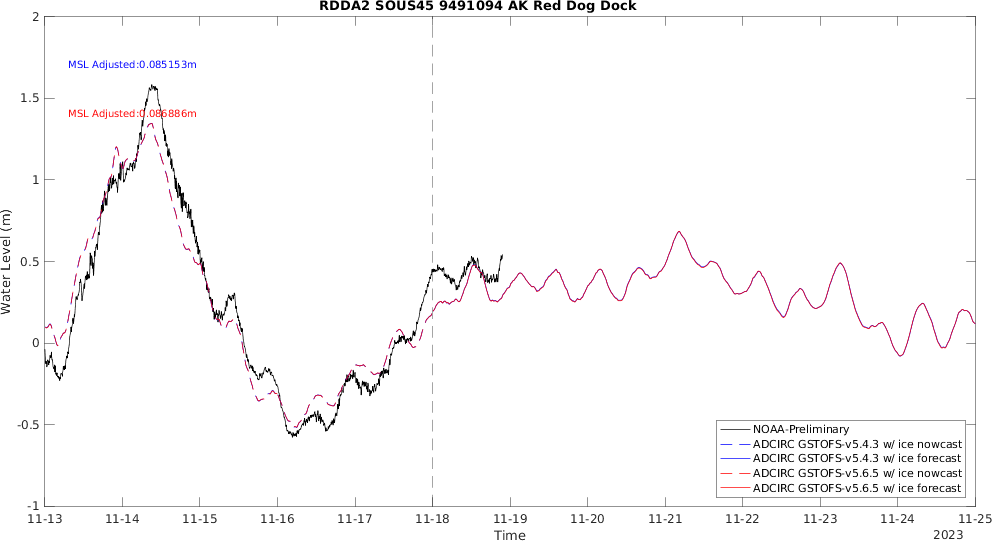 RDDA2 SOUS45 9491094 AK Red Dog Dock
2
1.5
1
0.5
0
-0.5
-1
Water Level (m)
MSL Adjusted:0.085153m
MSL Adjusted:0.086886m
NOAA-Preliminary
ADCIRC GSTOFS-v5.4.3 w/ ice nowcast
ADCIRC GSTOFS-v5.4.3 w/ ice forecast
ADCIRC GSTOFS-v5.6.5 w/ ice nowcast
ADCIRC GSTOFS-v5.6.5 w/ ice forecast
11-13 11-14 11-15 11-16 11-17 11-18 11-19 11-20 11-21 11-22 11-23 11-24 11-25
Time
2023